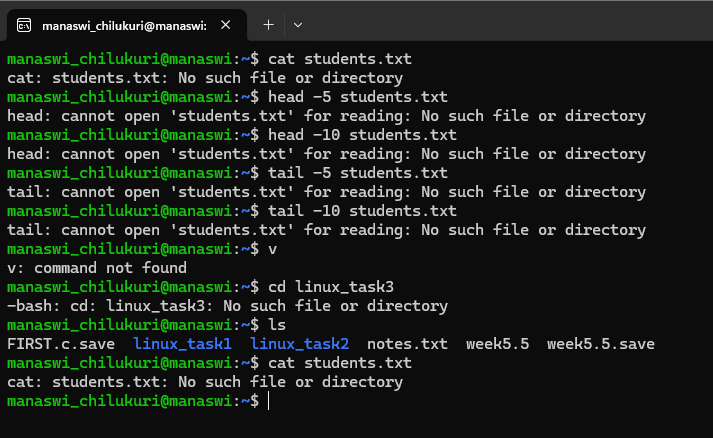 manaswi_chilukuri@manaswi:
manaswi_chilukuri@manaswi:~$ cat students.txt
cat: students.txt: No such file or directory
manaswi_chilukuri@manaswi:~$ head -5 students.txt
head: cannot open 'students.txt' for reading: No such file or directory
manaswi_chilukuri@manaswi:~$ head -10 students.txt
head: cannot open 'students.txt' for reading: No such file or directory
manaswi_chilukuri@manaswi:~$ tail -5 students.txt
tail: cannot open 'students.txt' for reading: No such file or directory
manaswi_chilukuri@manaswi:~$ tail -10 students.txt
tail: cannot open 'students.txt' for reading: No such file or directory
manaswi_chilukuri@manaswi:~$ v
v: command not found
manaswi_chilukuri@manaswi:~$ cd linux_task3
-bash: cd: linux_task3: No such file or directory
manaswi_chilukuri@manaswi:~$ ls
FIRST.c.save  linux_task1  linux_task2  notes.txt  week5.5  week5.5.save
manaswi_chilukuri@manaswi:~$ cat students.txt
cat: students.txt: No such file or directory
manaswi_chilukuri@manaswi:~$